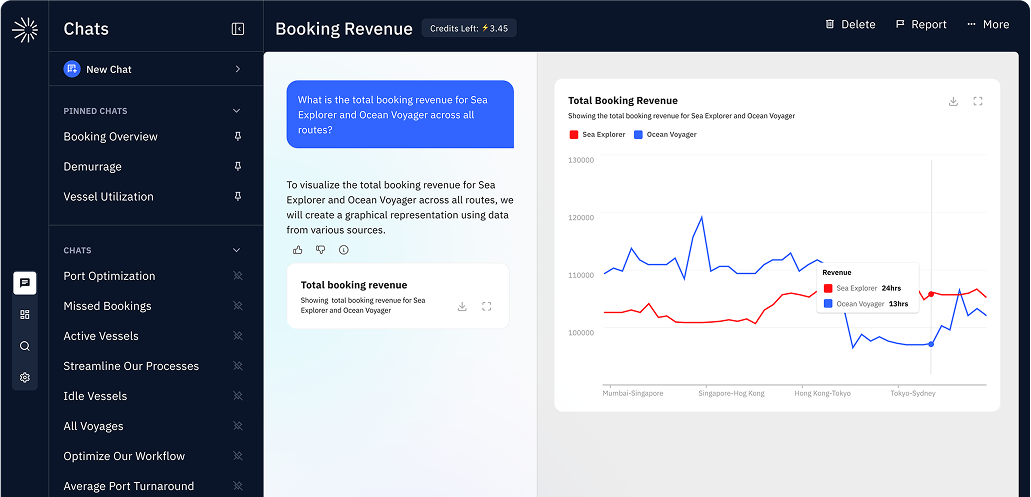 Chats
New Chat
PINNED CHATS
Booking Overview
Demurrage
Vessel Utilization
CHATS
Port Optimization
Missed Bookings
Active Vessels
Streamline Our Processes
Idle Vessels
All Voyages
Optimize Our Workflow
Average Port Turnaround
Booking Revenue
Credits Left: ⚡3.45
Delete
Report
More
What is the total booking revenue for Sea
Explorer and Ocean Voyager across all
routes?
To visualize the total booking revenue for Sea
Explorer and Ocean Voyager across all routes, we
will create a graphical representation using data
from various sources.
Total booking revenue
Showing total booking revenue for Sea
Explorer and Ocean Voyager
Total Booking Revenue
Showing the total booking revenue for Sea Explorer and Ocean Voyager
Sea Explorer
Ocean Voyager
130000
120000
110000
100000
Revenue
Sea Explorer 24hrs
Ocean Voyager 13hrs
Mumbai-Singapore
Singapore-Heg Kong
Hong Kong-Tokyo
Tokyo-Sydney